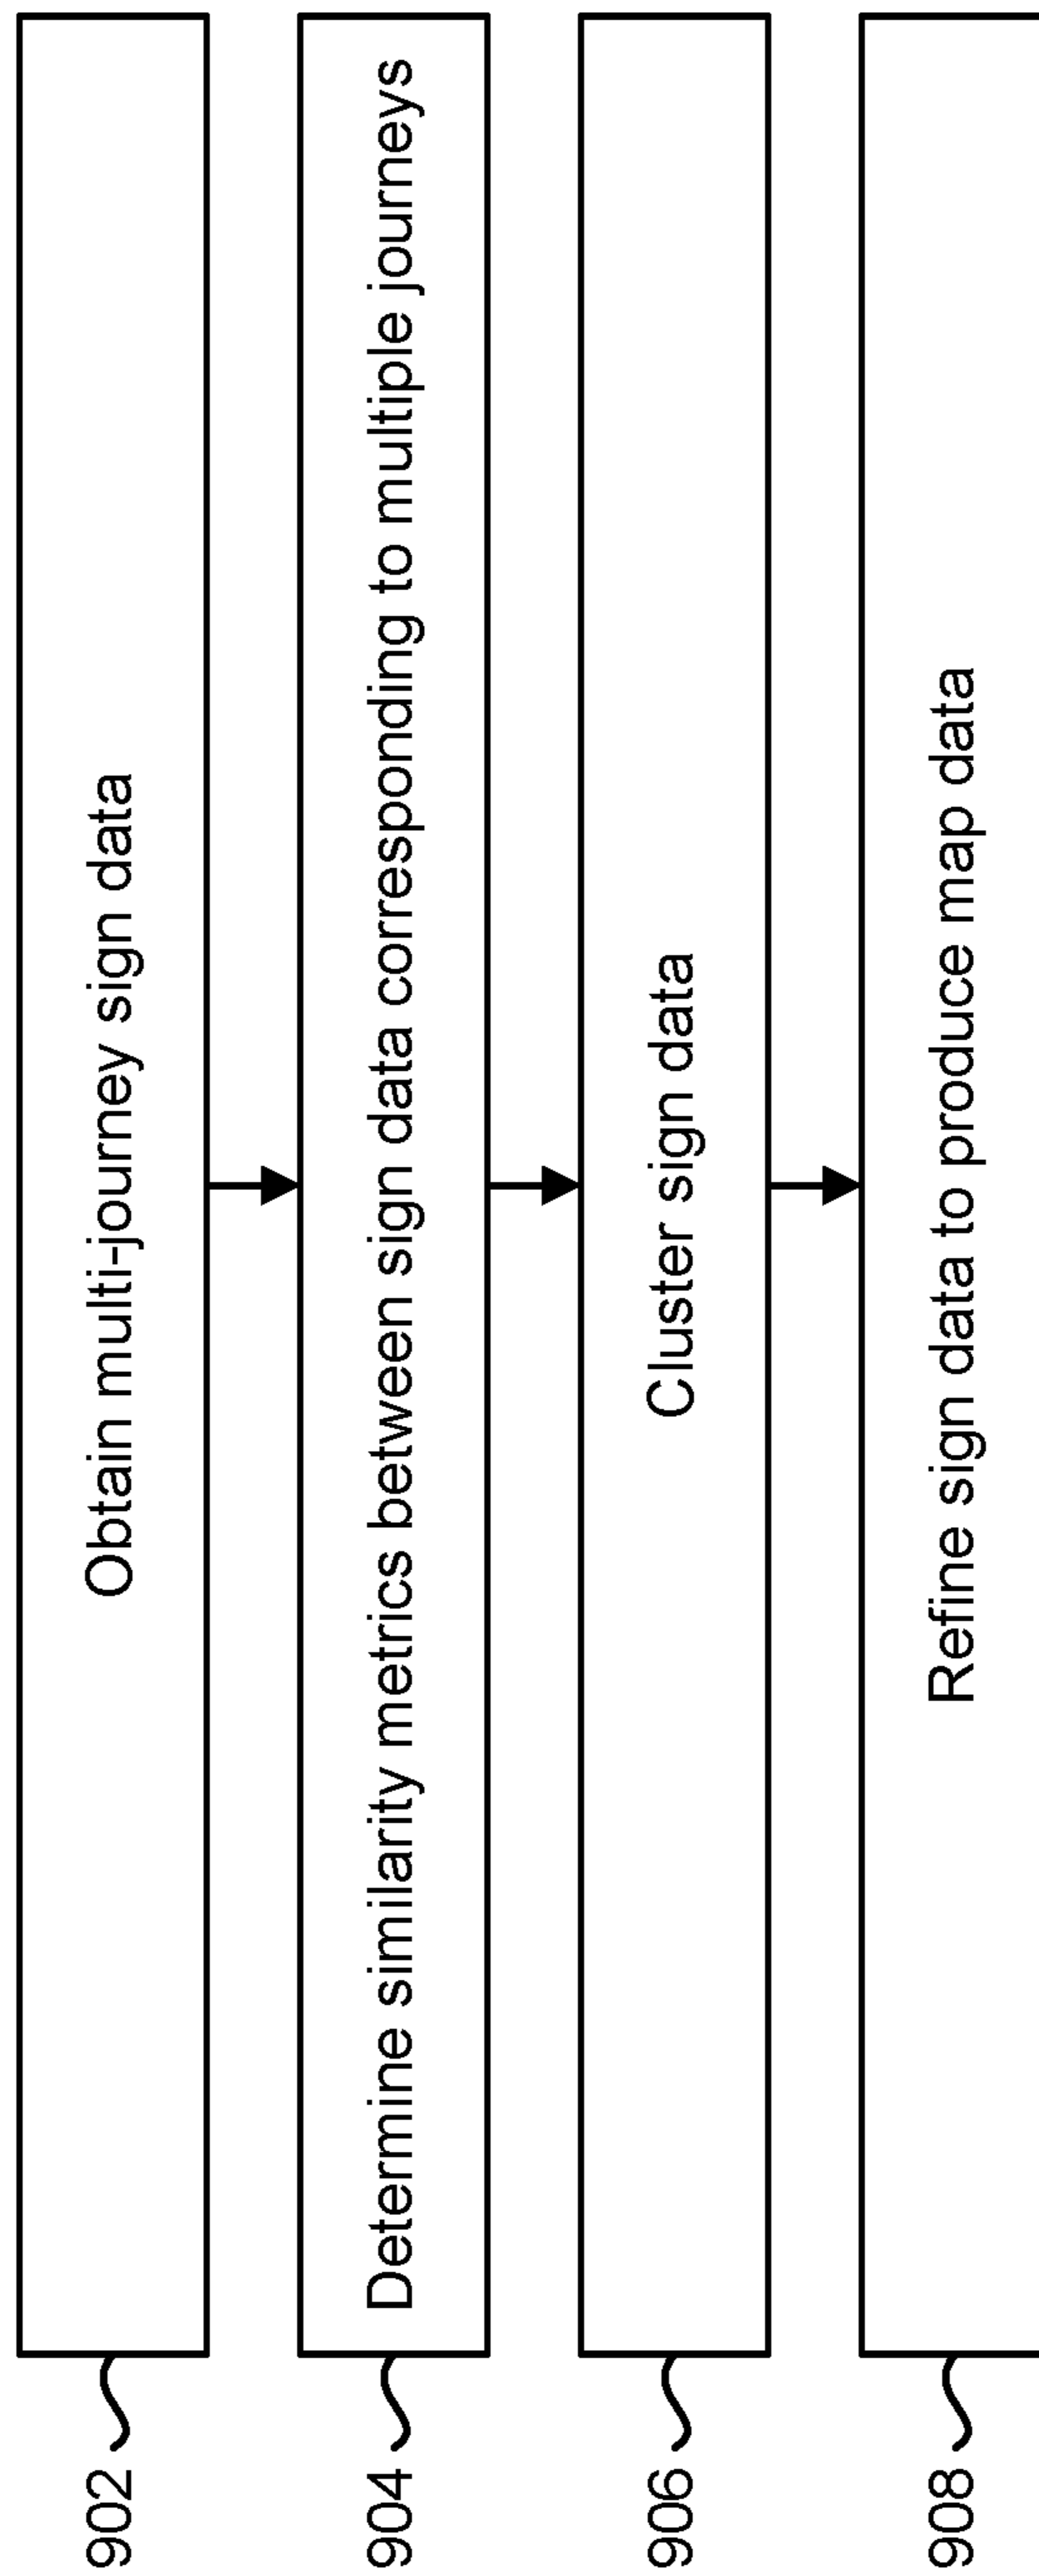 902
Obtain multi-journey sign data
904
Determine similarity metrics between sign data corresponding to multiple journeys
906
Cluster sign data
908
Refine sign data to produce map data